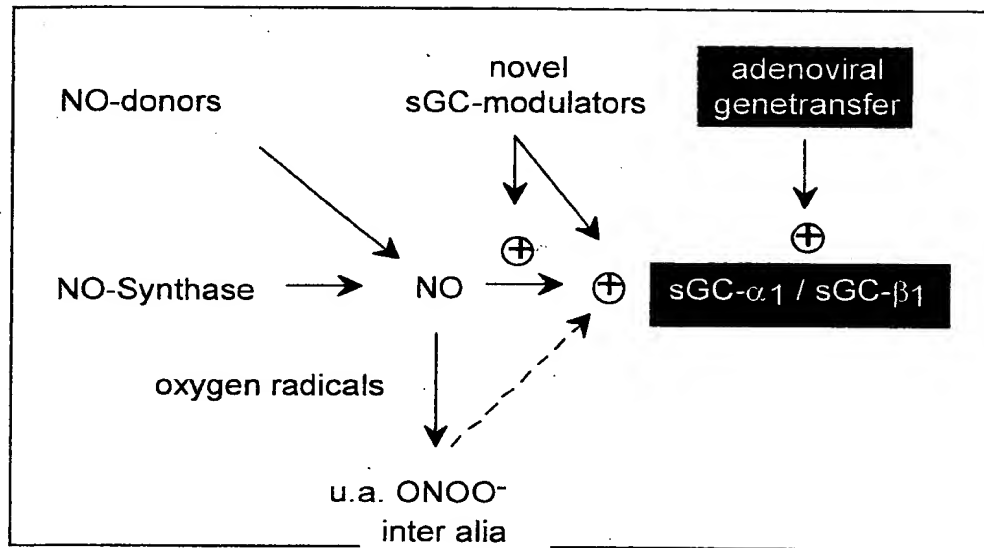 NO-donors
novel
sGC-modulators
adenoviral
genetransfer
NO-Synthase
NO
sGC-α1 / sGC-β1
oxygen radicals
u.a. ONOO⁻
inter alia